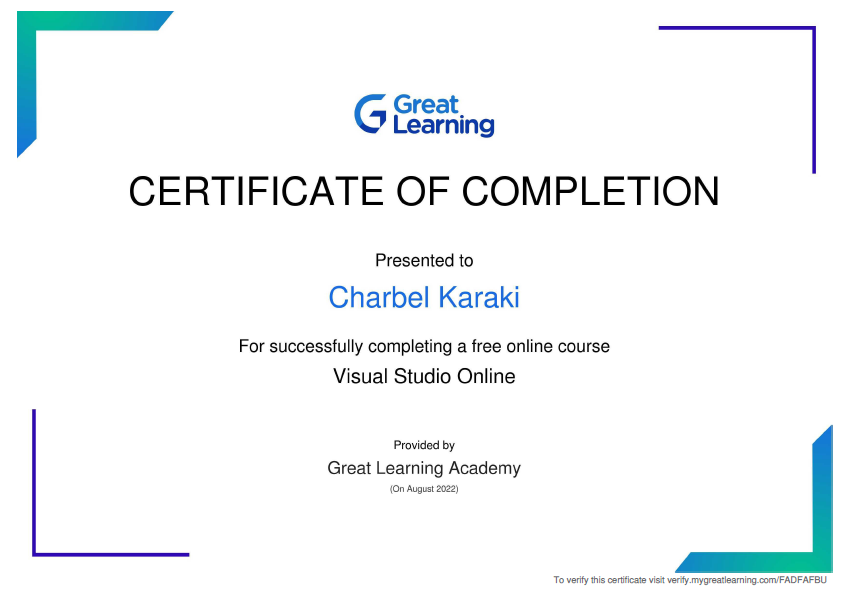 Great
Learning
CERTIFICATE OF COMPLETION
Presented to
Charbel Karaki
For successfully completing a free online course
Visual Studio Online
Provided by
Great Learning Academy
(On August 2022)
To verify this certificate visit verify.mygreatlearning.com/FADFAFBU